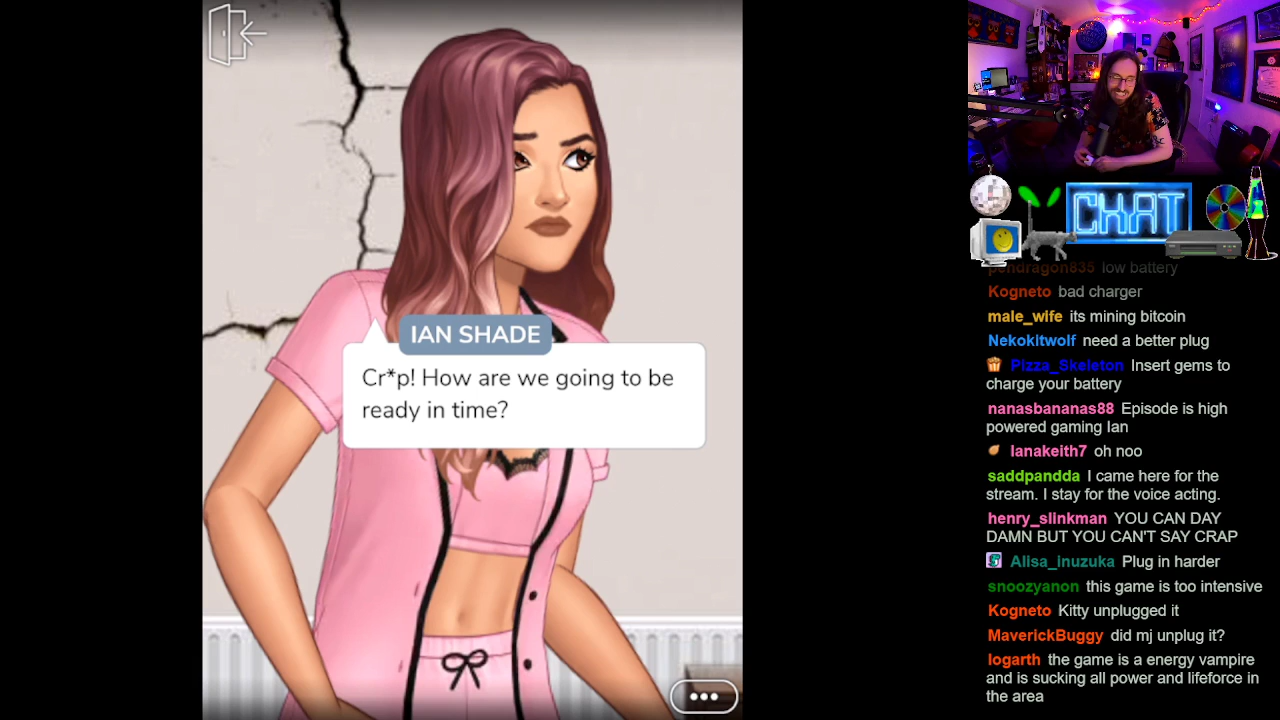 IAN SHADE
Cr*p! How are we going to be
ready in time?
CHAT
pendragon835 low battery
Kogneto bad charger
male_wife its mining bitcoin
Nekokitwolf need a better plug
Pizza_Skeleton Insert gems to
charge your battery
nanasbananas88 Episode is high
powered gaming Ian
lanakeith7 oh noo
saddpandda I came here for the
stream. I stay for the voice acting.
henry_slinkman YOU CAN DAY
DAMN BUT YOU CAN'T SAY CRAP
Alisa_inuzuka Plug in harder
snoozyanon this game is too intensive
Kogneto Kitty unplugged it
MaverickBuggy did mj unplug it?
logarth the game is a energy vampire
and is sucking all power and lifeforce in
the area